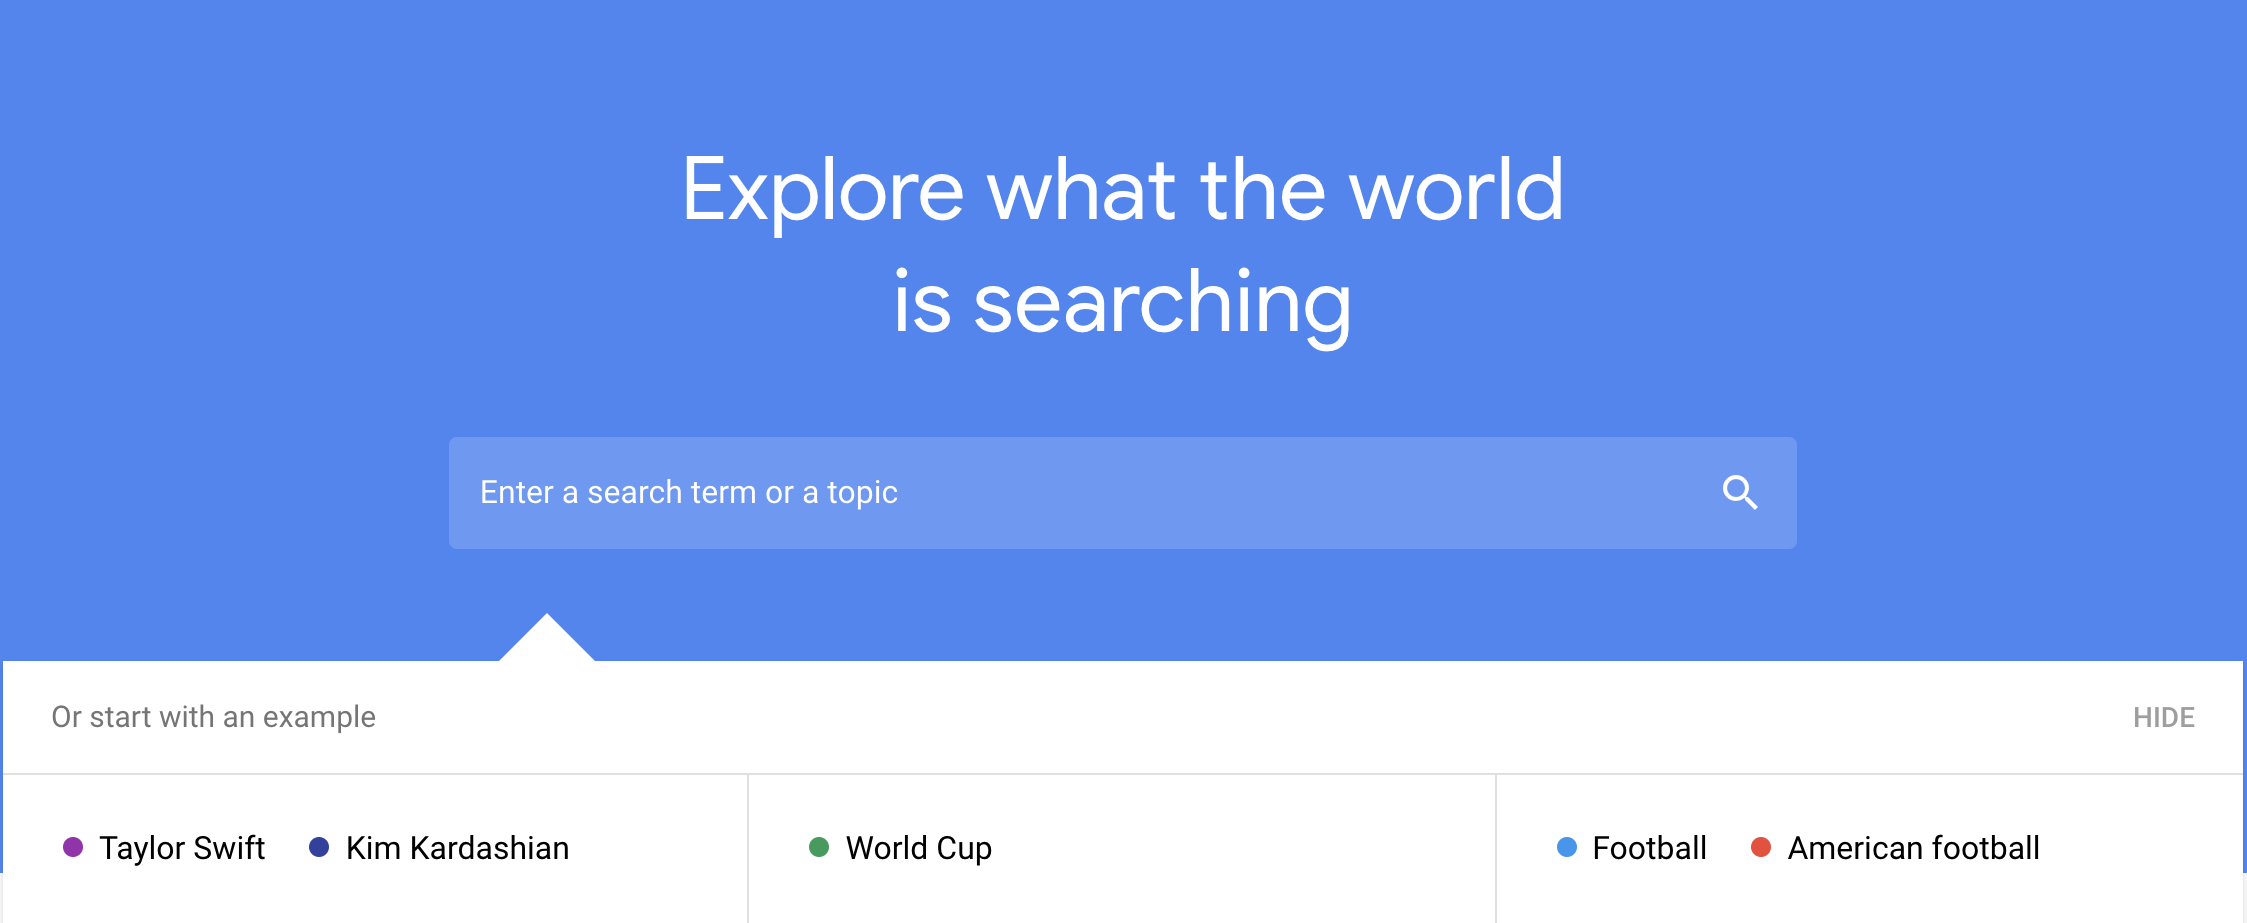 Explore what the world
is searching
Enter a search term or a topic
Or start with an example
HIDE
Taylor Swift Kim Kardashian
World Cup
Football American football